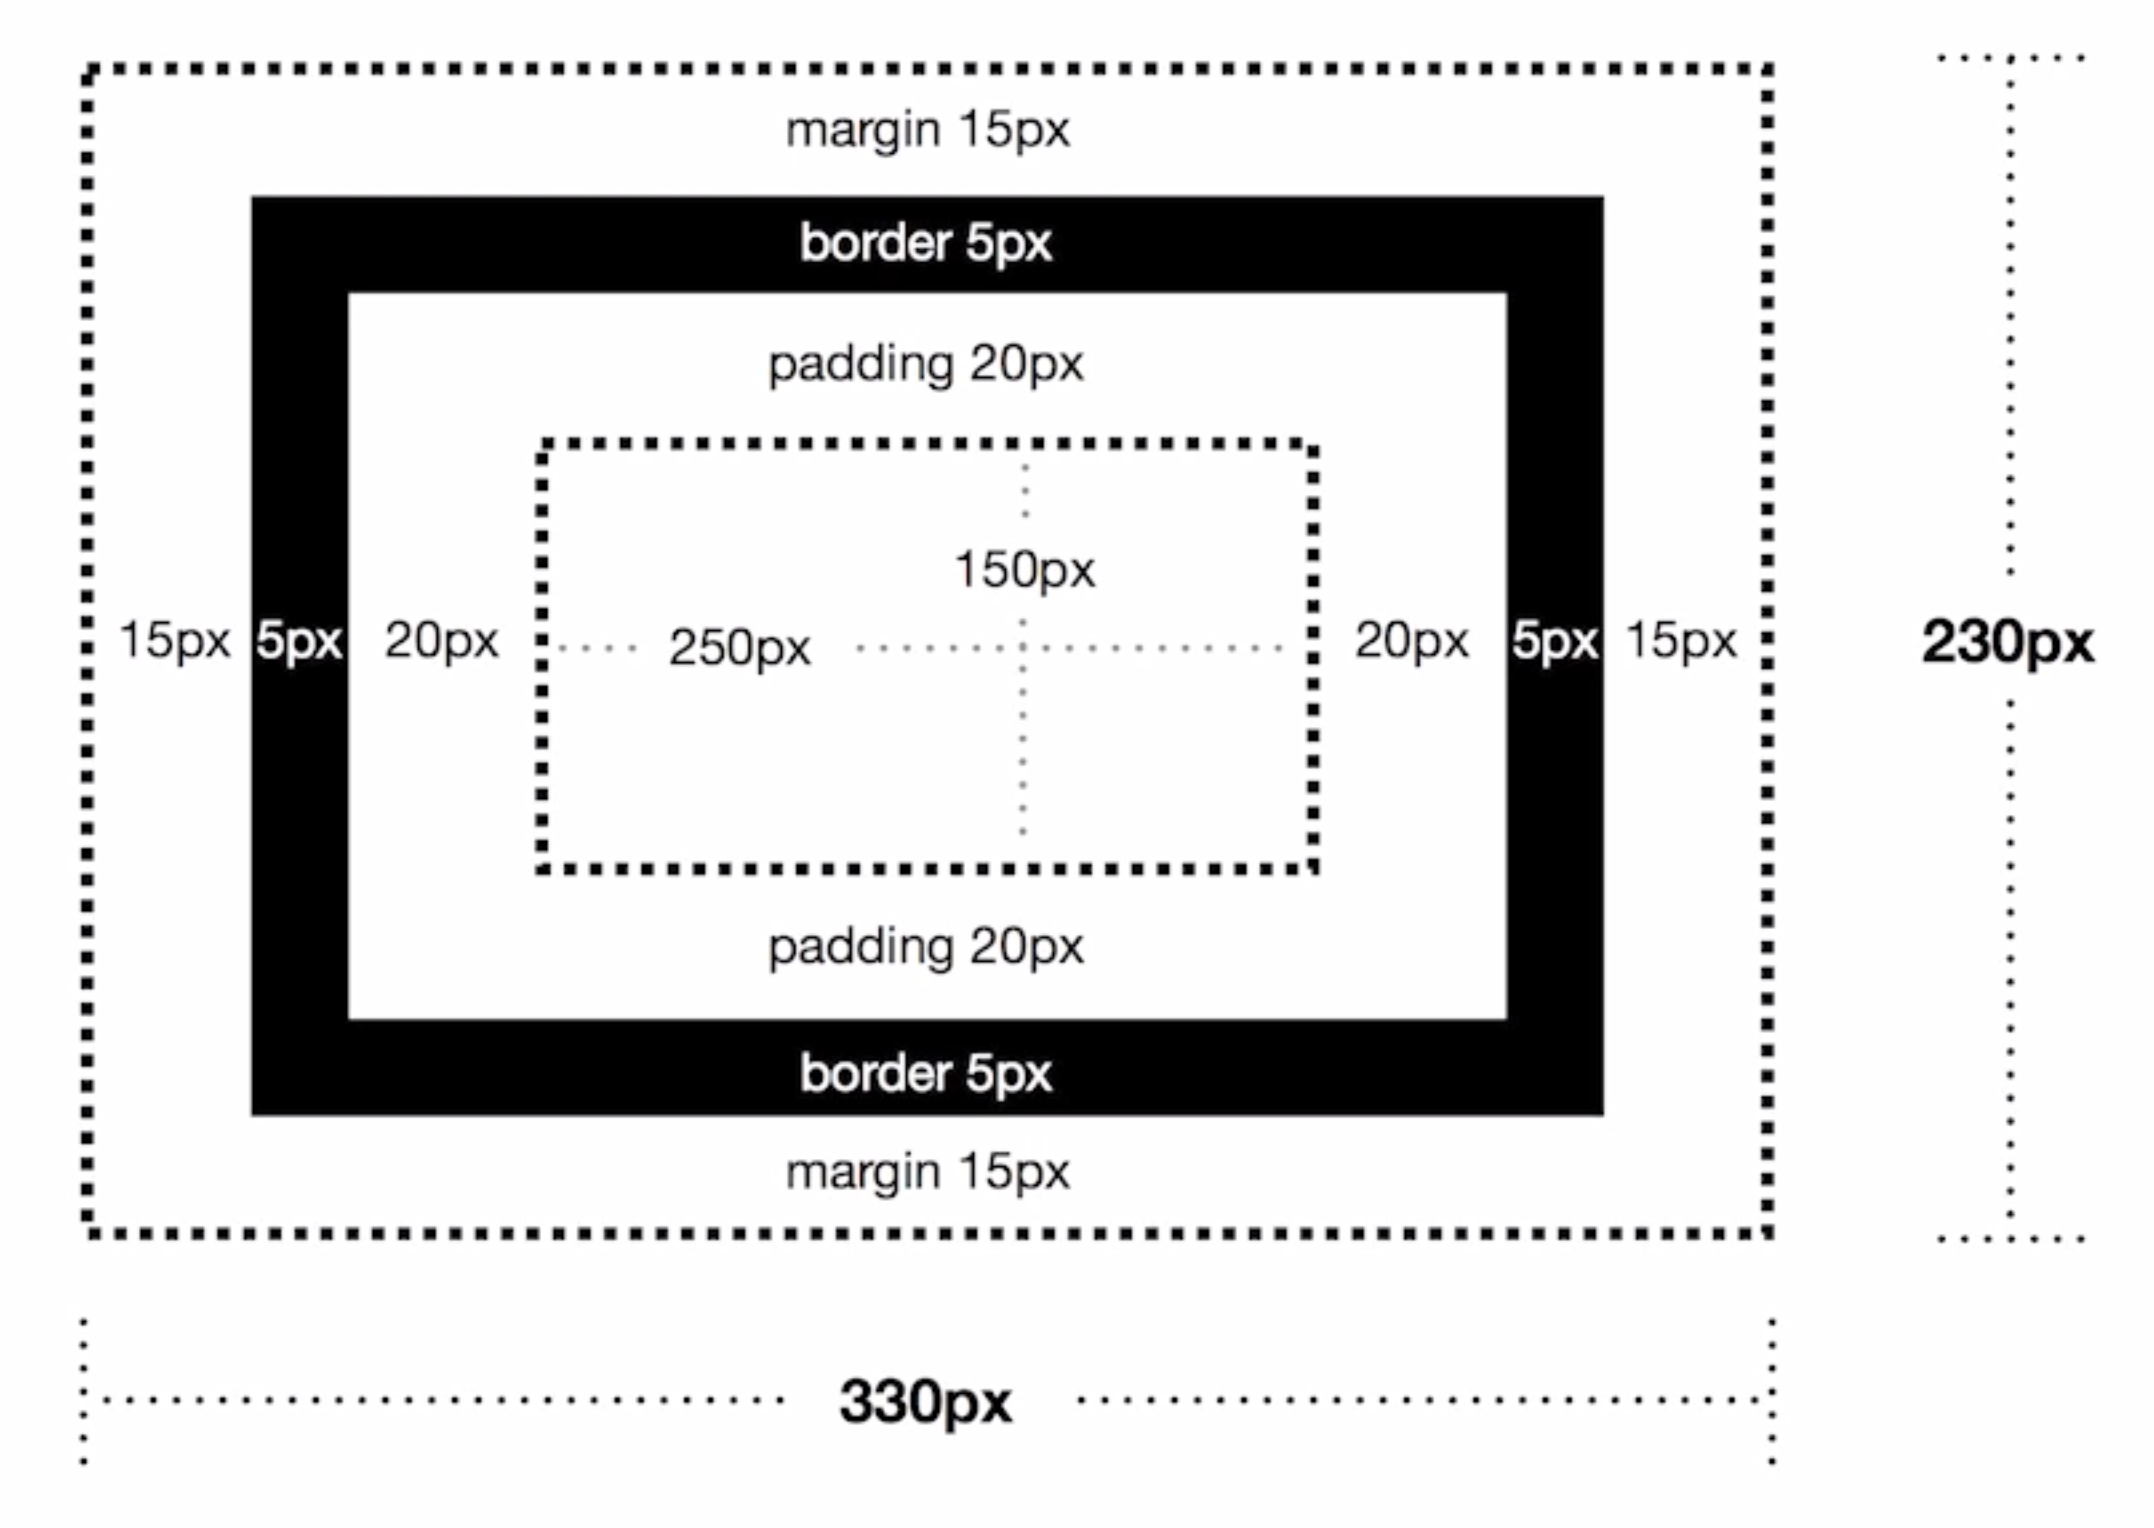 margin 15px
border 5px
padding 20px
150px
15px 5px 20px 250px 20px 5px 15px 230px
padding 20px
border 5px
margin 15px
330px